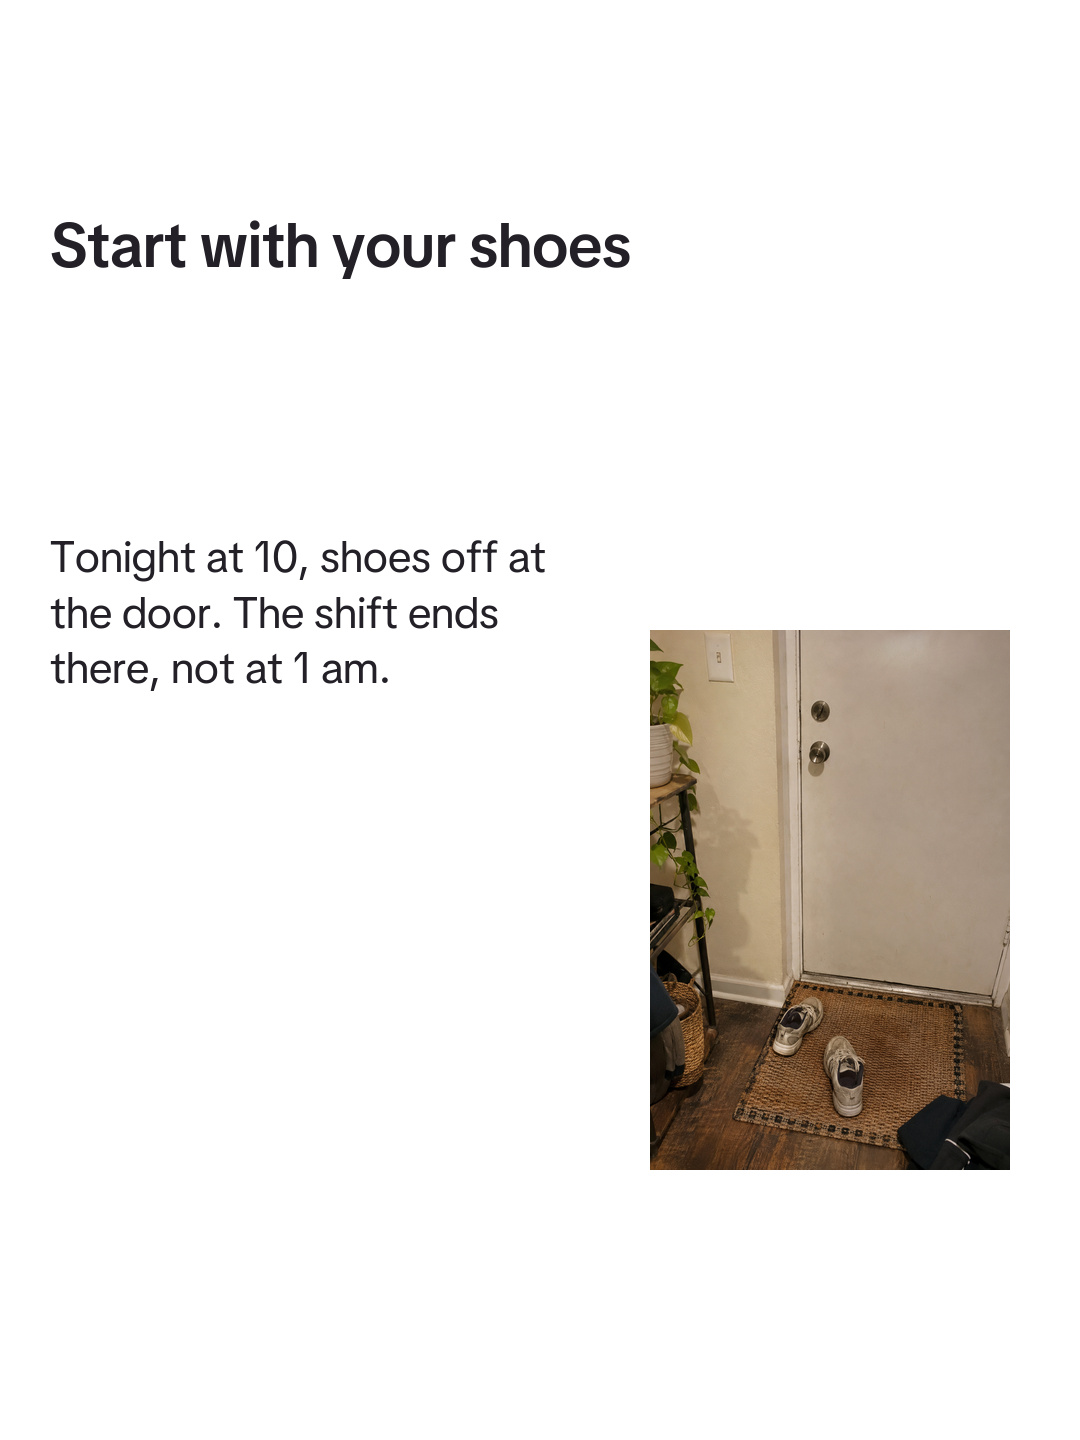 Start with your shoes
Tonight at 10, shoes off at
the door. The shift ends
there, not at 1 am.